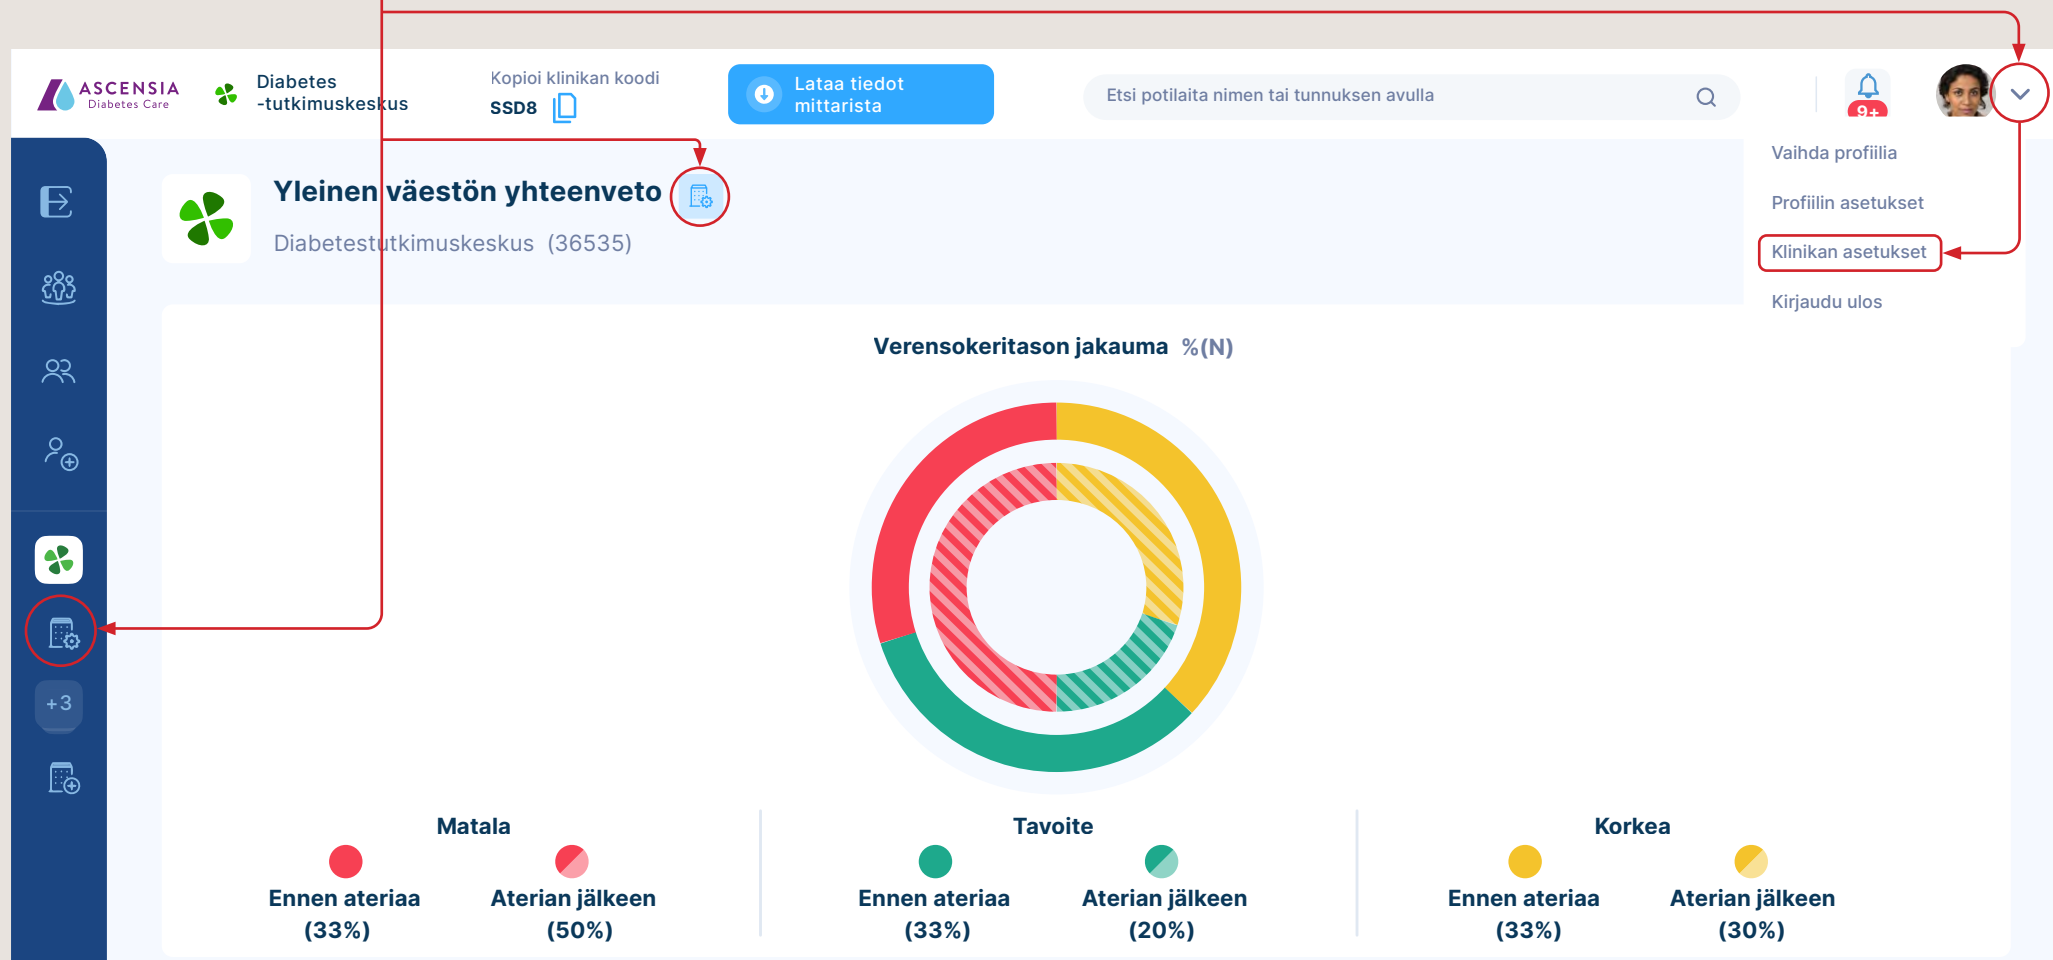 ASCENSIA
Diabetes Care
Diabetes
-tutkimuskeskus
Kopioi klinikan koodi
SSD8
Lataa tiedot
mittarista
Etsi potilaita nimen tai tunnuksen avulla
9+
Vaihda profiilia
Profiilin asetukset
Klinikan asetukset
Kirjaudu ulos
Yleinen väestön yhteenveto
Diabetestutkimuskeskus (36535)
+3
Verensokeritason jakauma %(N)
Matala
Ennen ateriaa
(33%)
Aterian jälkeen
(50%)
Tavoite
Ennen ateriaa
(33%)
Aterian jälkeen
(20%)
Korkea
Ennen ateriaa
(33%)
Aterian jälkeen
(30%)